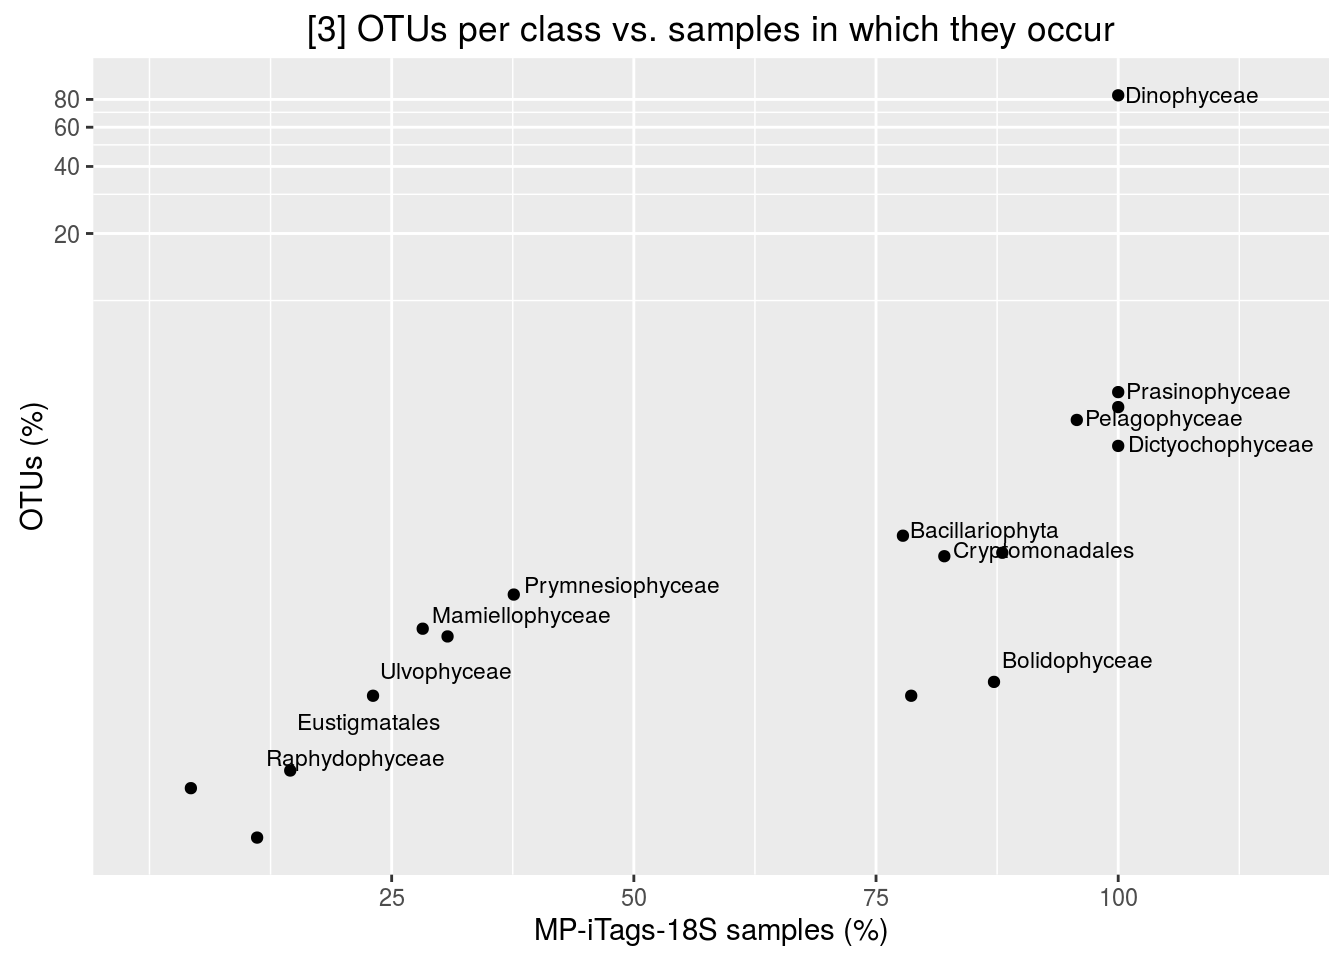 [3] OTUs per class vs. samples in which they occur
80
60
40
20
OTUs (%)
Dinophyceae
Prasinophyceae
Pelagophyceae
Dictyochophyceae
Bacillariophyta
Cryptomonadales
Prymnesiophyceae
Mamiellophyceae
Bolidophyceae
Ulvophyceae
Eustigmatales
Raphydophyceae
25 50 75 100
MP-iTags-18S samples (%)